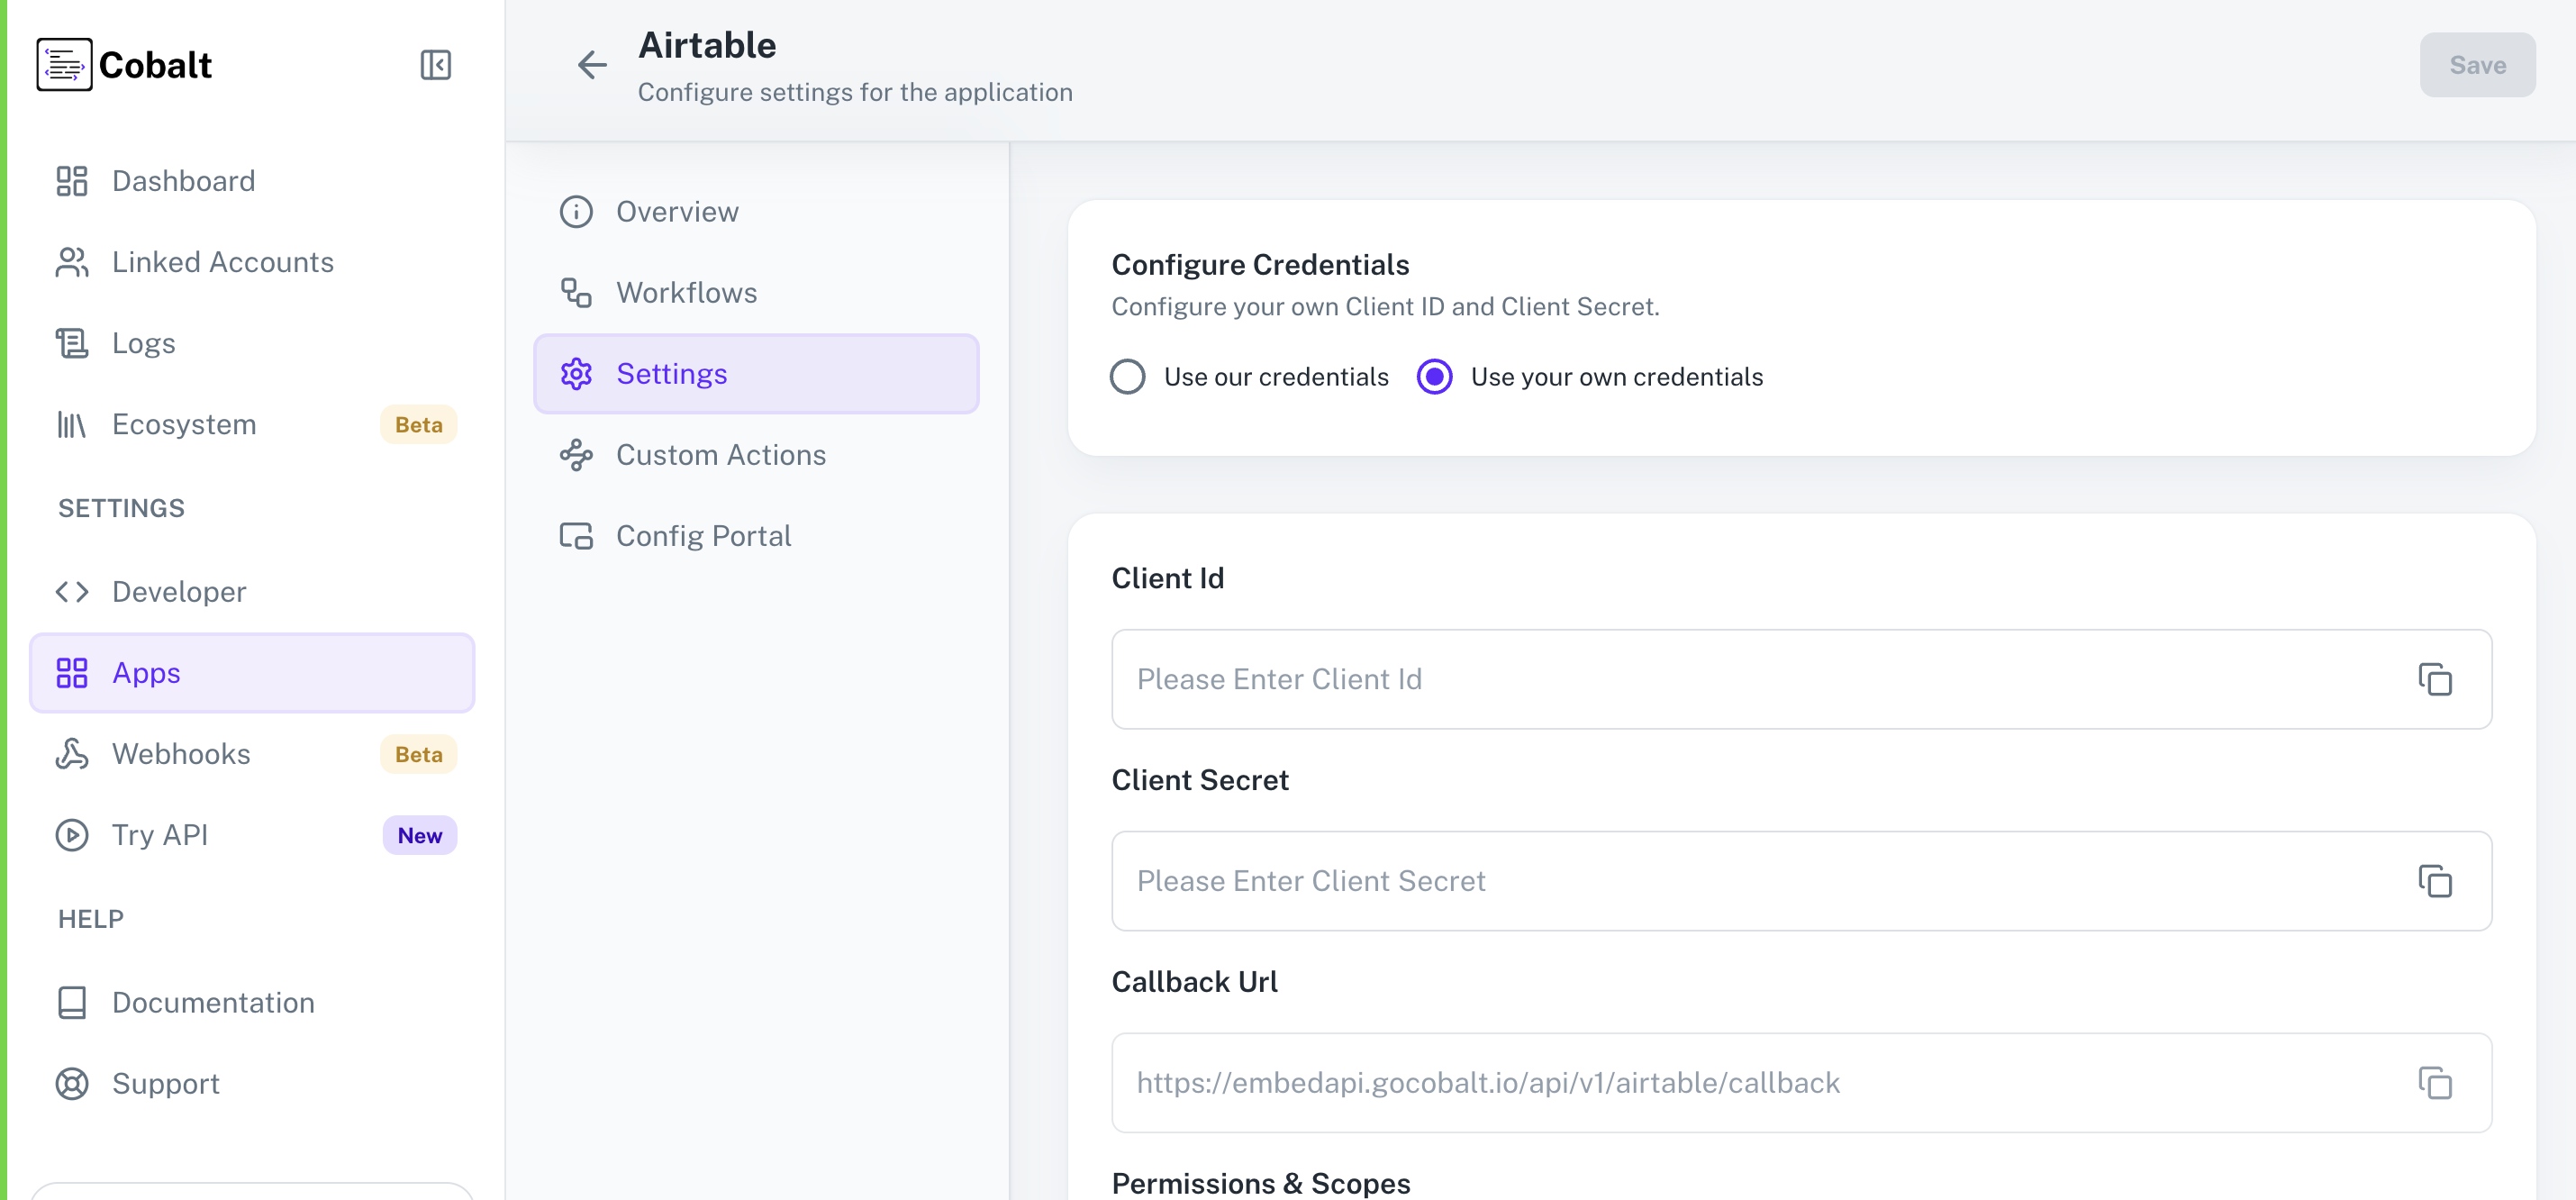 Cobalt
Dashboard
Linked Accounts
Logs
Ecosystem Beta
SETTINGS
Developer
Apps
Webhooks Beta
Try API New
HELP
Documentation
Support
Airtable
Configure settings for the application
Save
Overview
Workflows
Settings
Custom Actions
Config Portal
Configure Credentials
Configure your own Client ID and Client Secret.
Use our credentials Use your own credentials
Client Id
Please Enter Client Id
Client Secret
Please Enter Client Secret
Callback Url
https://embedapi.gocobalt.io/api/v1/airtable/callback
Permissions & Scopes